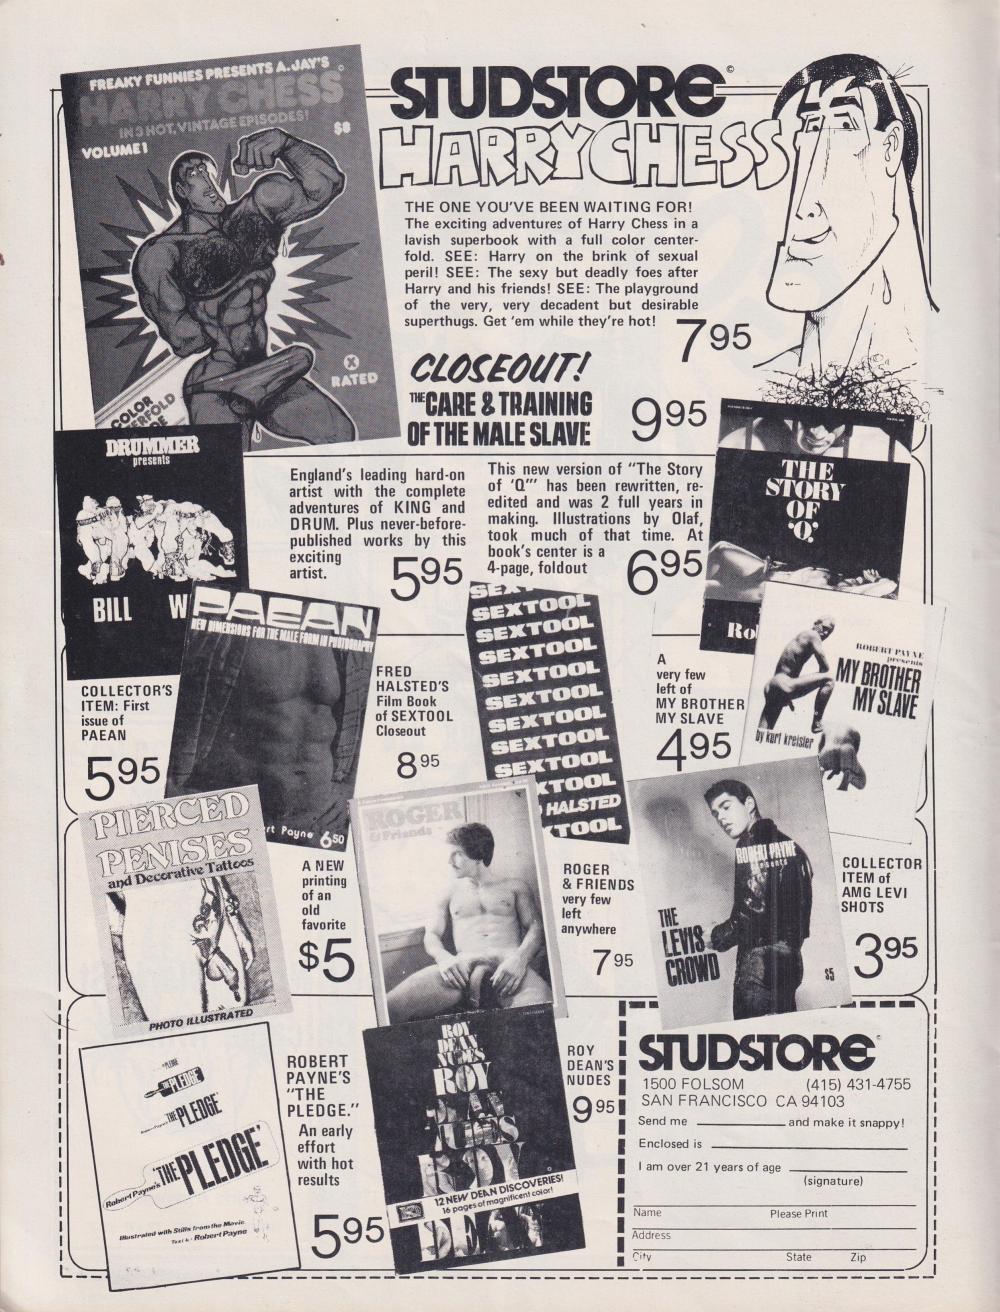 FREAKY FUNNIES PRESENTS A. JAY'S
HARRY CHESS
IN 3 HOT, VINTAGE EPISODES!
VOLUME 1
$8
X
RATED
COLOR
STUDSTORE©
HARRY CHESS
THE ONE YOU'VE BEEN WAITING FOR!
The exciting adventures of Harry Chess in a
lavish superbook with a full color center-
fold. SEE: Harry on the brink of sexual
peril! SEE: The sexy but deadly foes after
Harry and his friends! SEE: The playground
of the very, very decadent but desirable
superthugs. Get 'em while they're hot!
7 95
CLOSEOUT!
THE CARE & TRAINING
OF THE MALE SLAVE
9 95
DRUMMER
presents
BILL W
England's leading hard-on
artist with the complete
adventures of KING and
DRUM. Plus never-before-
published works by this
exciting
artist.
5 95
This new version of "The Story
of 'Q'" has been rewritten, re-
edited and was 2 full years in
making. Illustrations by Olaf,
took much of that time. At
book's center is a
4-page, foldout
6 95
THE
STORY
OF
'Q'
Ro
PAEAN
NEW DIMENSIONS FOR THE MALE FORM IN PHOTOGRAPHY
rt Payne 6 50
COLLECTOR'S
ITEM: First
issue of
PAEAN
5 95
FRED
HALSTED'S
Film Book
of SEXTOOL
Closeout
8 95
SEXT
SEXTOOL
SEXTOOL
SEXTOOL
SEXTOOL
SEXTOOL
SEXTOOL
SEXTOOL
SEXTOOL
XTOOL
HALSTED
XTOOL
A
very few
left of
MY BROTHER
MY SLAVE
4 95
ROBERT PAYNE
presents
MY BROTHER
MY SLAVE
by kurt kreisler
PIERCED
PENISES
and Decorative Tattoos
PHOTO ILLUSTRATED
A NEW
printing
of an
old
favorite
$5
ROGER
& Friends
ROGER
& FRIENDS
very few
left
anywhere
7 95
ROBERT PAYNE
presents
THE
LEVIS
CROWD
$5
COLLECTOR
ITEM of
AMG LEVI
SHOTS
3 95
THE PLEDGE
THE PLEDGE
'THE PLEDGE'
Robert Payne's 'THE PLEDGE'
Illustrated with Stills from the Movie
Text by Robert Payne
ROBERT
PAYNE'S
"THE
PLEDGE."
An early
effort
with hot
results
5 95
ROY
DEAN
NUDES
ROY
DEAN
NUDES
ROY
12 NEW DEAN DISCOVERIES!
16 pages of magnificent color!
DEAN
ROY
DEAN'S
NUDES
9 95
STUDSTORE©
1500 FOLSOM (415) 431-4755
SAN FRANCISCO CA 94103
Send me and make it snappy!
Enclosed is
I am over 21 years of age
(signature)
Name Please Print
Address
City State Zip